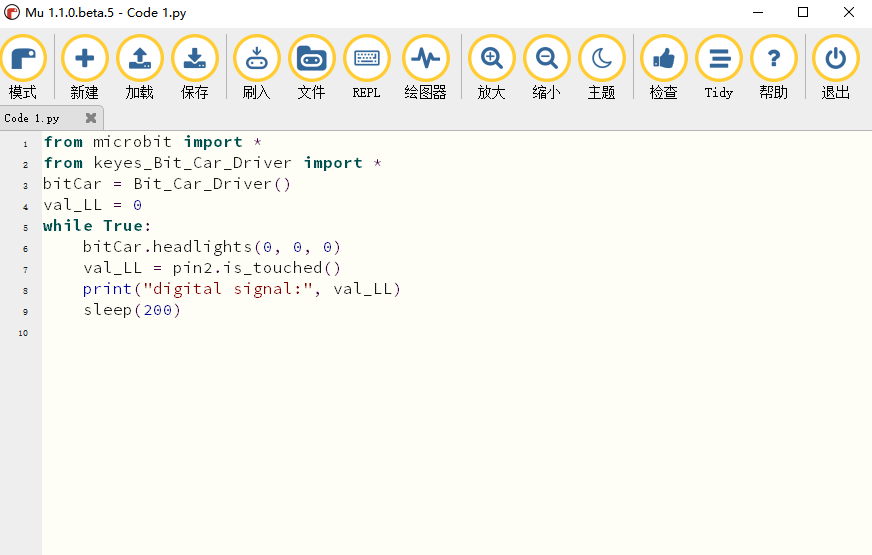 Mu 1.1.0.beta.5 - Code 1.py
模式 新建 加载 保存 刷入 文件 REPL 绘图器 放大 缩小 主题 检查 Tidy 帮助 退出
Code 1.py
1 from microbit import *
2 from keyes_Bit_Car_Driver import *
3 bitCar = Bit_Car_Driver()
4 val_LL = 0
5 while True:
6     bitCar.headlights(0, 0, 0)
7     val_LL = pin2.is_touched()
8     print("digital signal:", val_LL)
9     sleep(200)
10